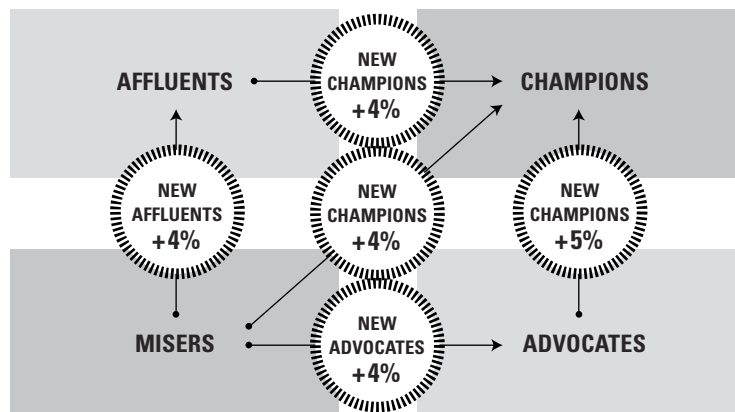 NEW
CHAMPIONS
+4%
AFFLUENTS
CHAMPIONS
NEW
AFFLUENTS
+4%
NEW
CHAMPIONS
+4%
NEW
CHAMPIONS
+5%
MISERS
NEW
ADVOCATES
+4%
ADVOCATES